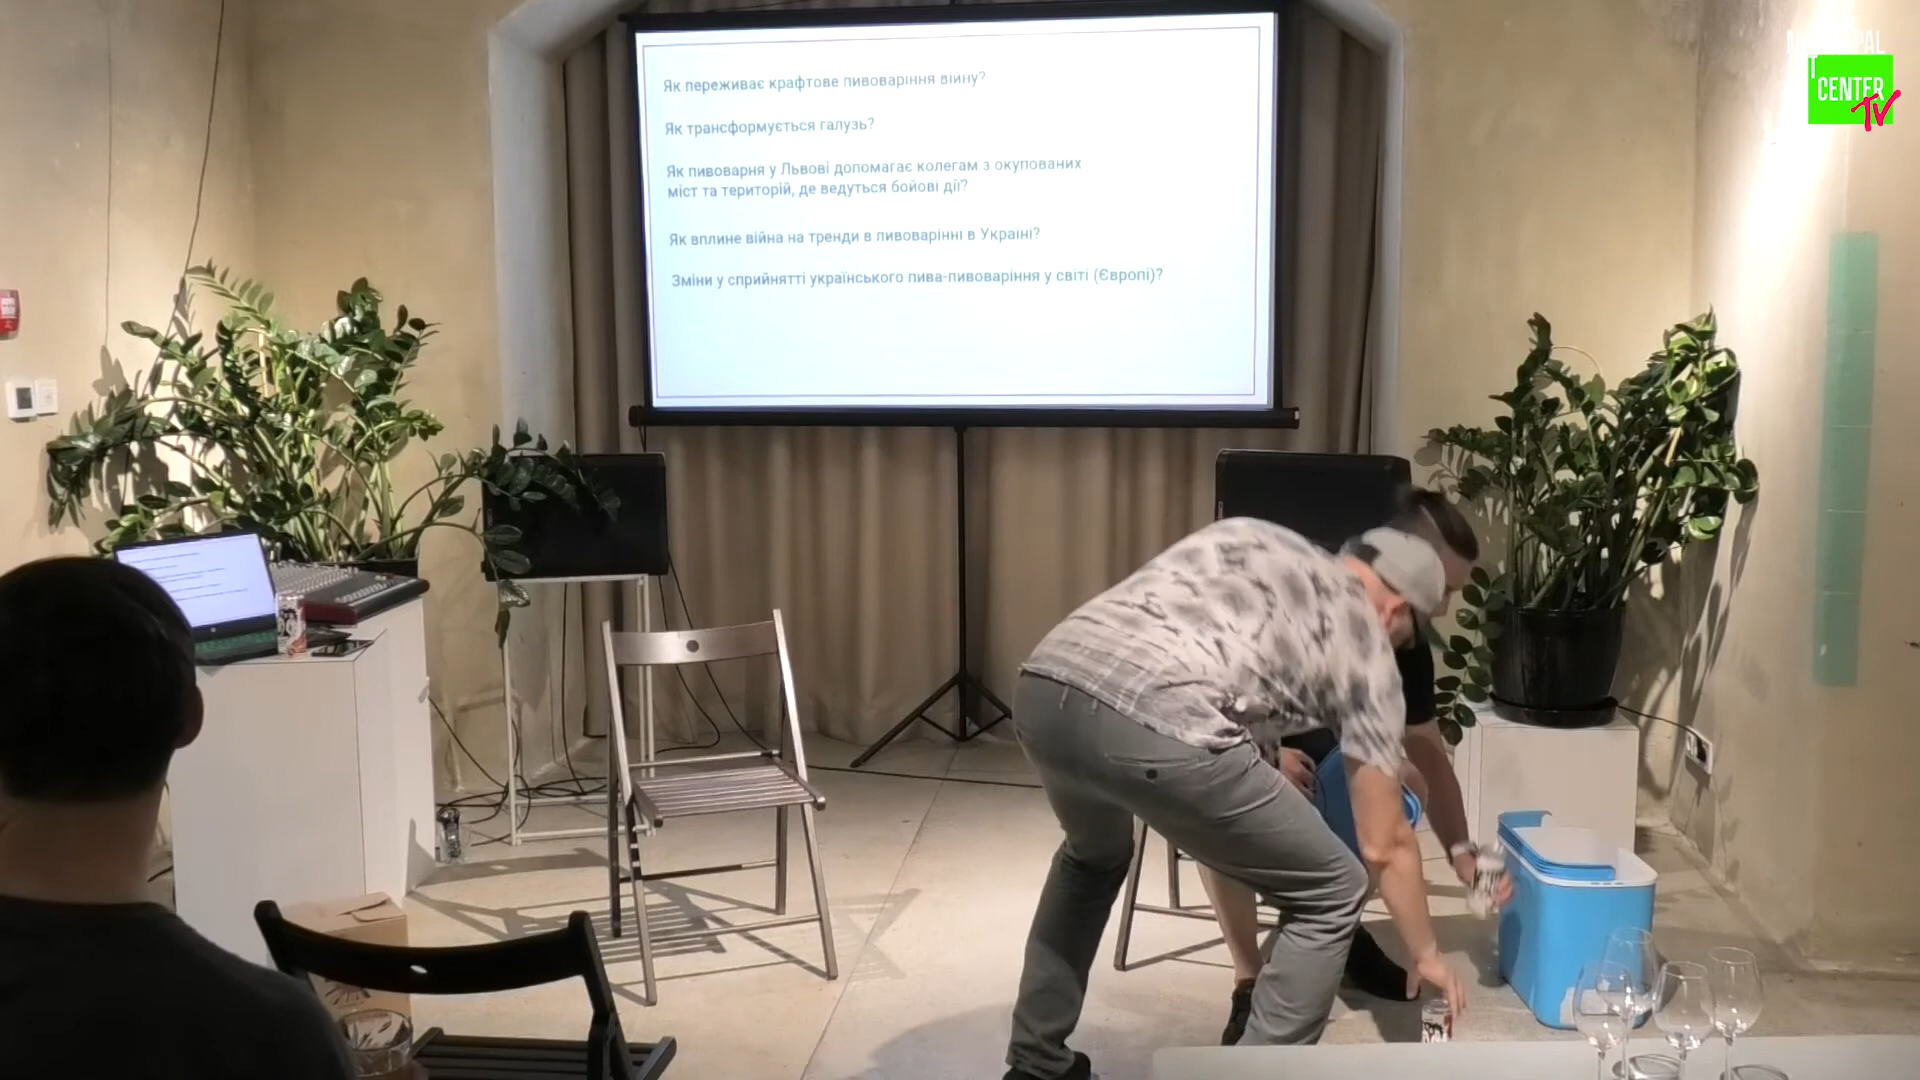 Як переживає крафтове пивоваріння війну?
Як трансформується галузь?
Як пивоварня у Львові допомагає колегам з окупованих
міст та територій, де ведуться бойові дії?
Як вплине війна на тренди в пивоварінні в Україні?
Зміни у сприйнятті українського пива-пивоваріння у світі (Європі)?
CENTER
TV